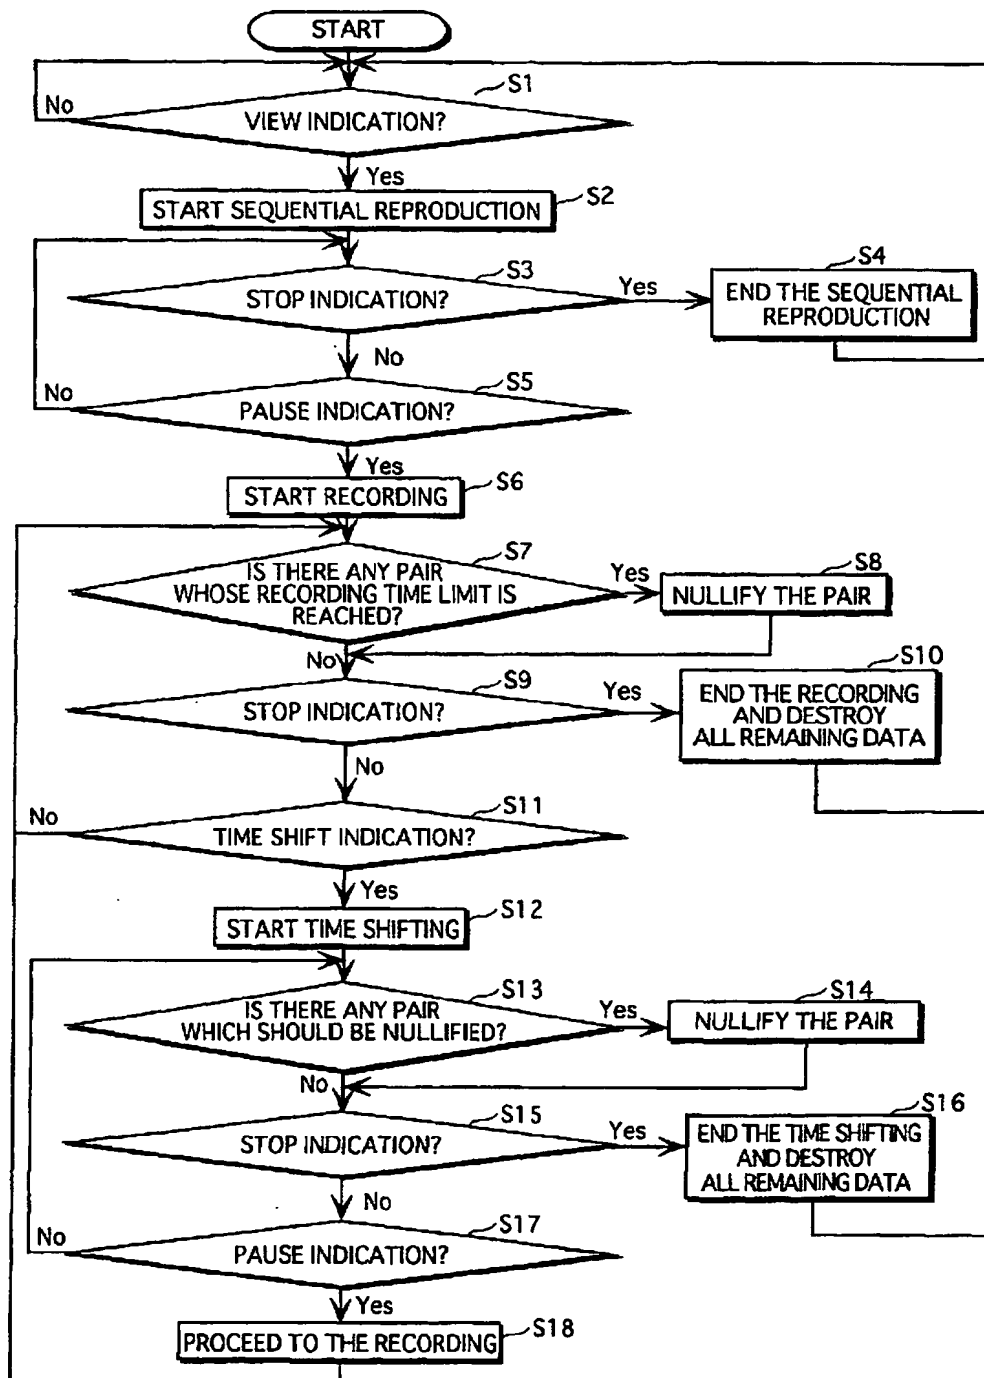 START
S1
No
VIEW INDICATION?
Yes
S2
START SEQUENTIAL REPRODUCTION
S3
STOP INDICATION?
Yes
S4
END THE SEQUENTIAL
REPRODUCTION
No
S5
No
PAUSE INDICATION?
Yes
S6
START RECORDING
S7
IS THERE ANY PAIR
WHOSE RECORDING TIME LIMIT IS
REACHED?
Yes
S8
NULLIFY THE PAIR
No
S9
STOP INDICATION?
Yes
S10
END THE RECORDING
AND DESTROY
ALL REMAINING DATA
No
S11
No
TIME SHIFT INDICATION?
Yes
S12
START TIME SHIFTING
S13
IS THERE ANY PAIR
WHICH SHOULD BE NULLIFIED?
Yes
S14
NULLIFY THE PAIR
No
S15
STOP INDICATION?
Yes
S16
END THE TIME SHIFTING
AND DESTROY
ALL REMAINING DATA
No
S17
No
PAUSE INDICATION?
Yes
S18
PROCEED TO THE RECORDING